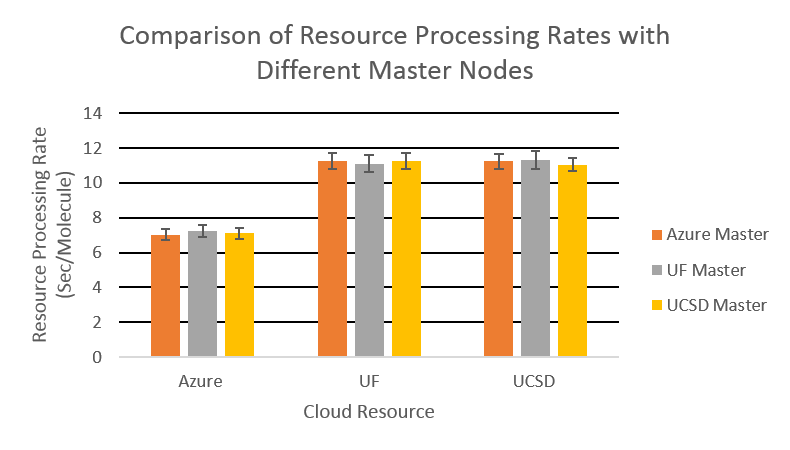 Comparison of Resource Processing Rates with
Different Master Nodes
Resource Processing Rate
(Sec/Molecule)
14
12
10
8
6
4
2
0
Azure
UF
UCSD
Cloud Resource
Azure Master
UF Master
UCSD Master